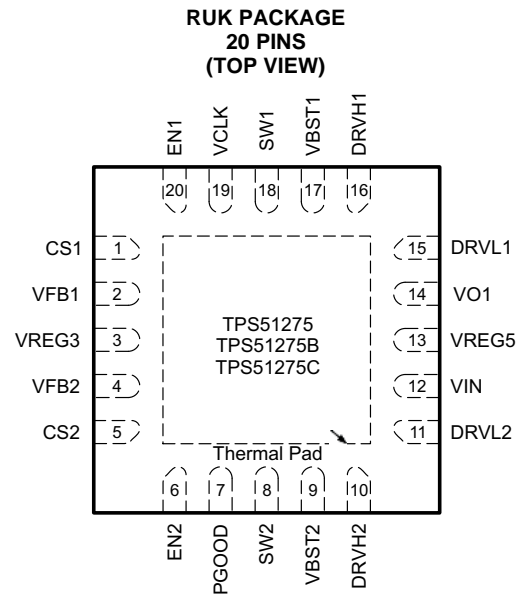 RUK PACKAGE
20 PINS
(TOP VIEW)
EN1
VCLK
SW1
VBST1
DRVH1
20
19
18
17
16
CS1 1
15 DRVL1
VFB1 2
14 VO1
VREG3 3
13 VREG5
VFB2 4
12 VIN
CS2 5
11 DRVL2
TPS51275
TPS51275B
TPS51275C
Thermal Pad
6
7
8
9
10
EN2
PGOOD
SW2
VBST2
DRVH2